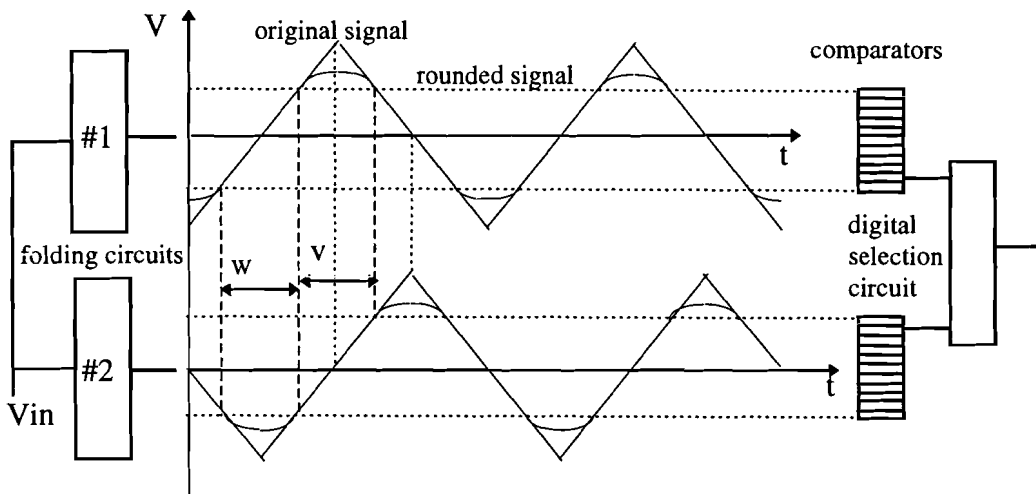 V
original signal
rounded signal
comparators
#1
t
folding circuits
w
v
digital
selection
circuit
#2
t
Vin